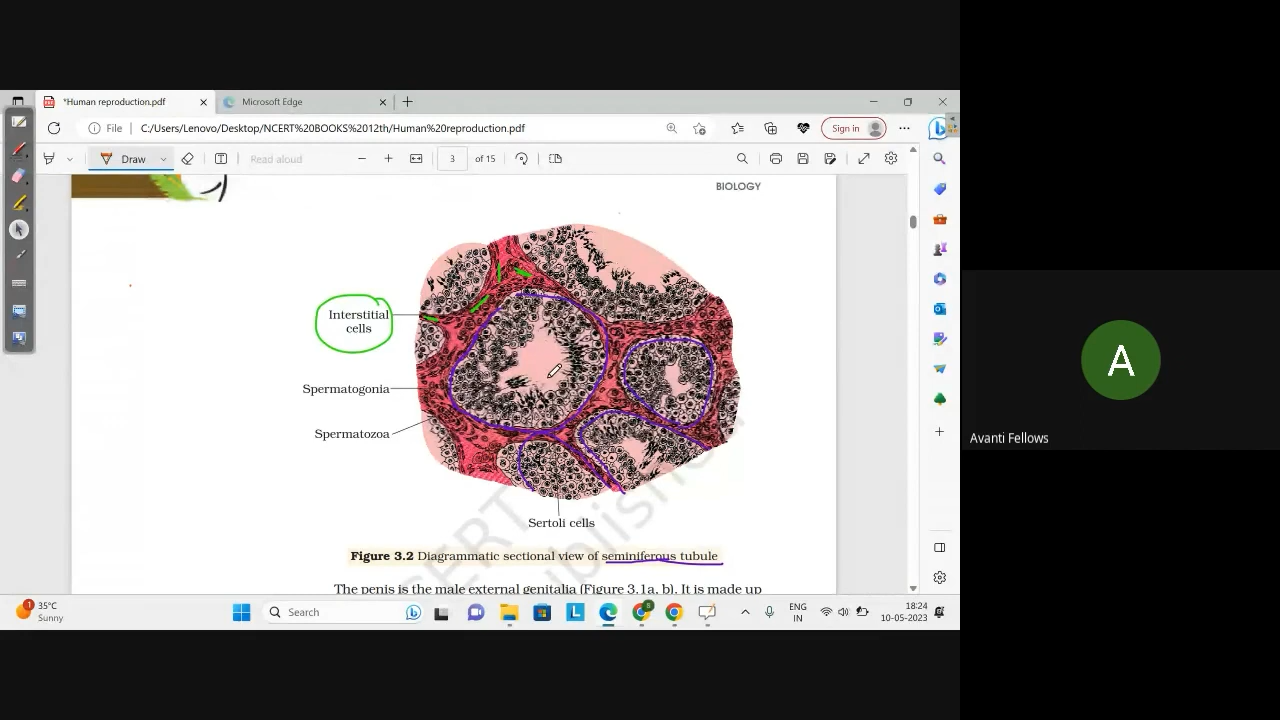 *Human reproduction.pdf
Microsoft Edge
File
C:/Users/Lenovo/Desktop/NCERT%20BOOKS%2012th/Human%20reproduction.pdf
Sign in
Draw
Read aloud
3
of 15
BIOLOGY
Interstitial
cells
Spermatogonia
Spermatozoa
Sertoli cells
Figure 3.2 Diagrammatic sectional view of seminiferous tubule
The penis is the male external genitalia (Figure 3.1a, b). It is made up
A
Avanti Fellows
35°C
Sunny
Search
ENG
IN
18:24
10-05-2023